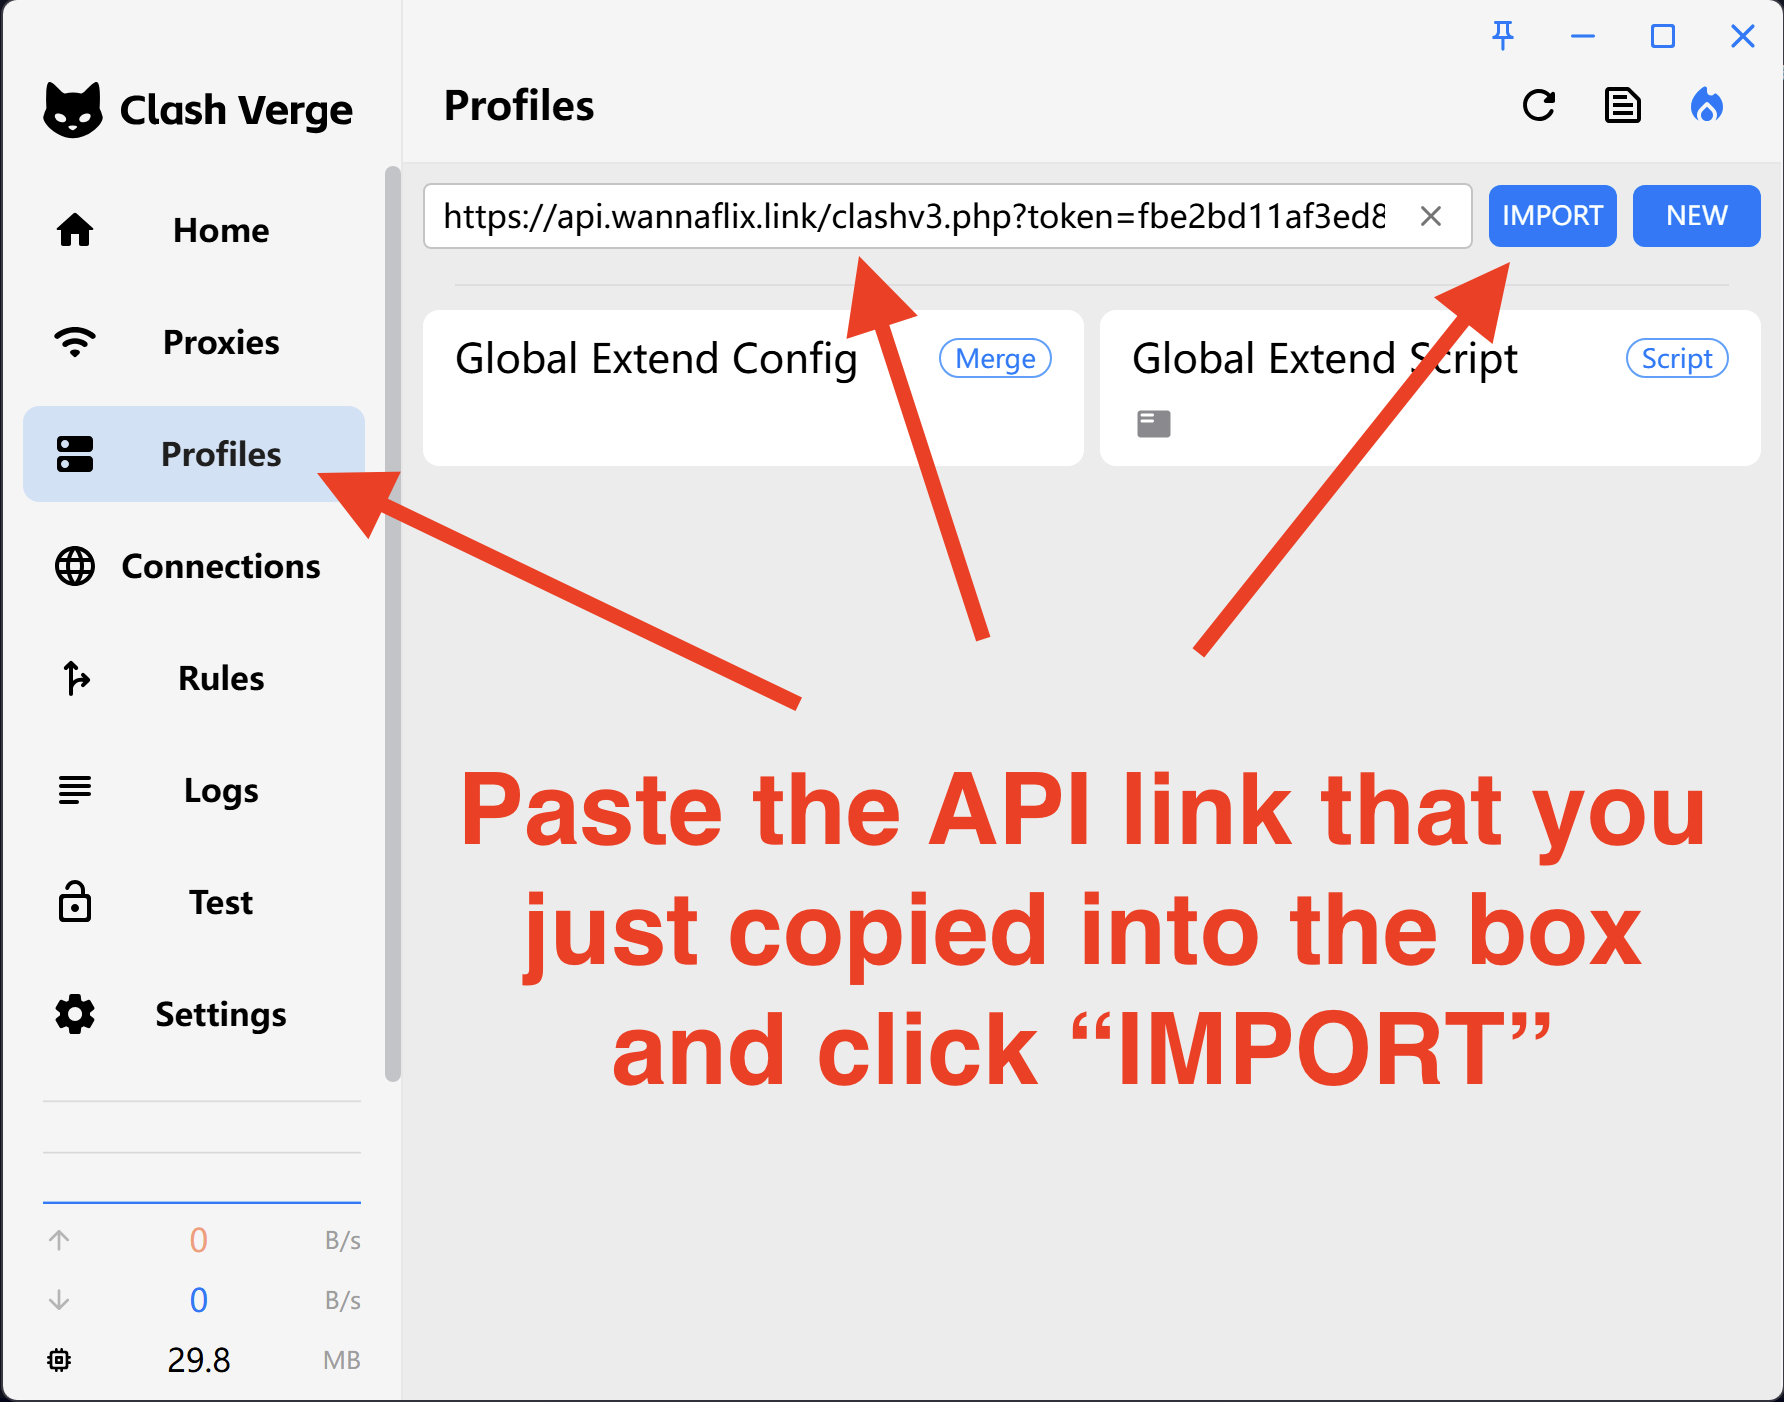 Clash Verge
Home
Proxies
Profiles
Connections
Rules
Logs
Test
Settings
0 B/s
0 B/s
29.8 MB
Profiles
https://api.wannaflix.link/clashv3.php?token=fbe2bd11af3ed8
IMPORT
NEW
Global Extend Config
Merge
Global Extend Script
Script
Paste the API link that you
just copied into the box
and click “IMPORT”